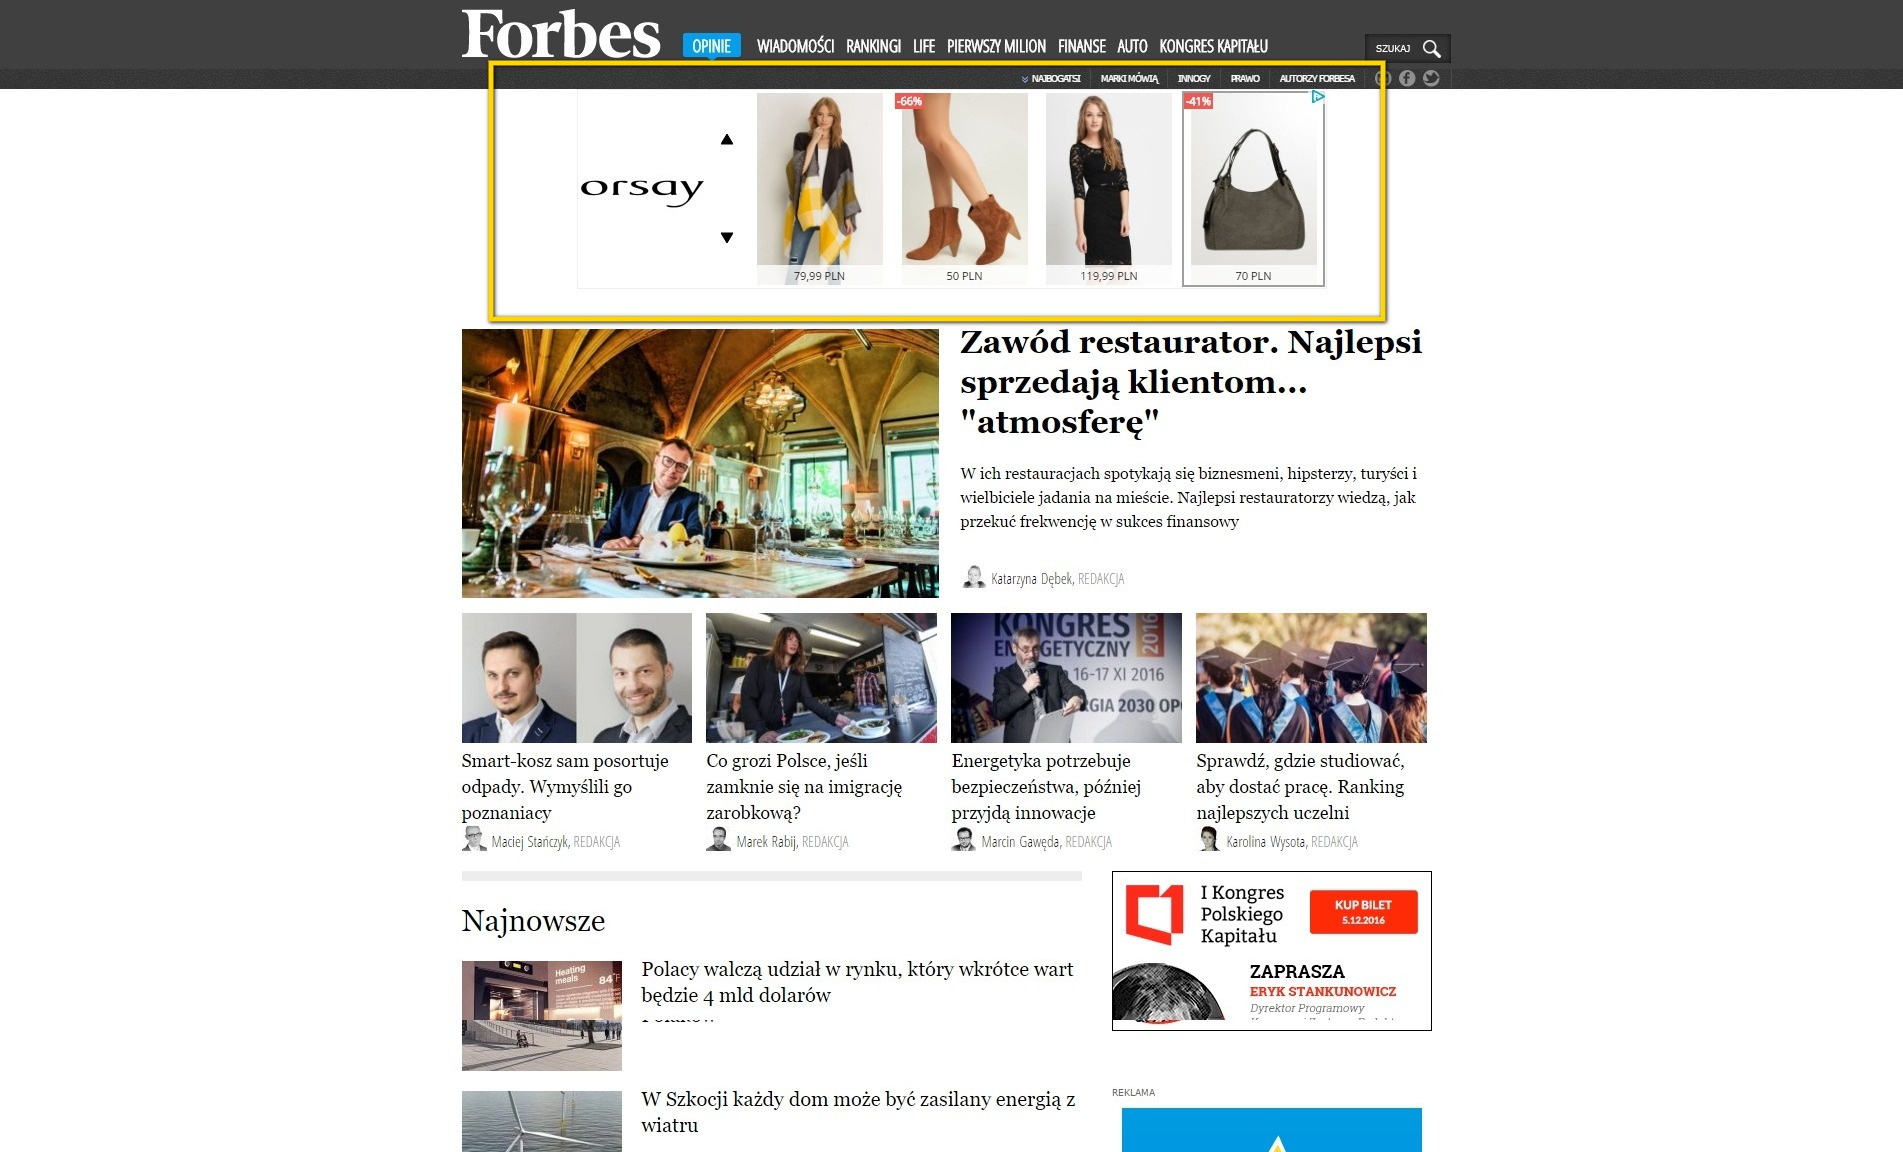 Forbes
OPINIE WIADOMOŚCI RANKINGI LIFE PIERWSZY MILION FINANSE AUTO KONGRES KAPITAŁU
SZUKAJ
NAJBOGATSI MARKI MÓWIĄ INNOGY PRAWO AUTORZY FORBESA
orsay
-66%
-41%
79,99 PLN
50 PLN
119,99 PLN
70 PLN
Zawód restaurator. Najlepsi
sprzedają klientom...
"atmosferę"
W ich restauracjach spotykają się biznesmeni, hipsterzy, turyści i
wielbiciele jadania na mieście. Najlepsi restauratorzy wiedzą, jak
przekuć frekwencję w sukces finansowy
Katarzyna Dębek, REDAKCJA
KONGRES
ENERGETYCZNY
2016
16-17 XI 2016
RGIA 2030 OPO
Smart-kosz sam posortuje
odpady. Wymyślili go
poznaniacy
Maciej Stańczyk, REDAKCJA
Co grozi Polsce, jeśli
zamknie się na imigrację
zarobkową?
Marek Rabij, REDAKCJA
Energetyka potrzebuje
bezpieczeństwa, później
przyjdą innowacje
Marcin Gawęda, REDAKCJA
Sprawdź, gdzie studiować,
aby dostać pracę. Ranking
najlepszych uczelni
Karolina Wysota, REDAKCJA
Najnowsze
Heating
meals
84°F
Polacy walczą udział w rynku, który wkrótce wart
będzie 4 mld dolarów
W Szkocji każdy dom może być zasilany energią z
wiatru
I Kongres
Polskiego
Kapitału
KUP BILET
5.12.2016
ZAPRASZA
ERYK STANKUNOWICZ
Dyrektor Programowy
REKLAMA